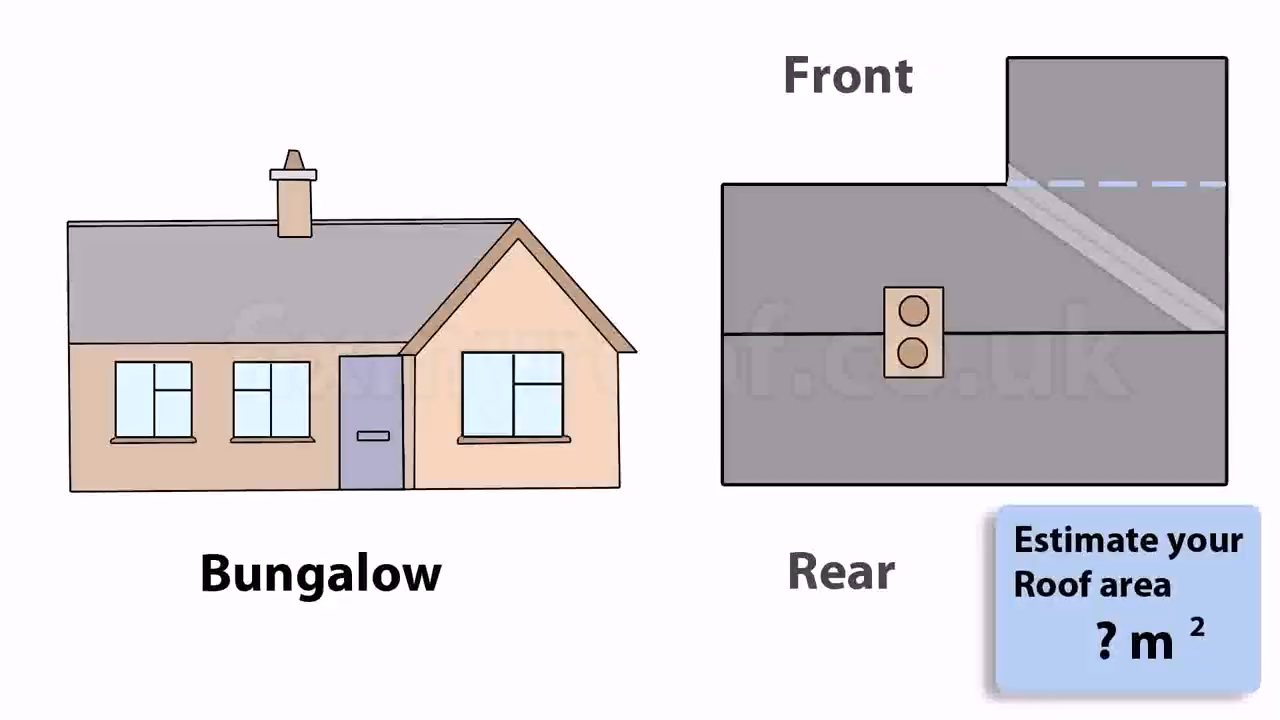 Front
Bungalow
Rear
Estimate your
Roof area
? m ²